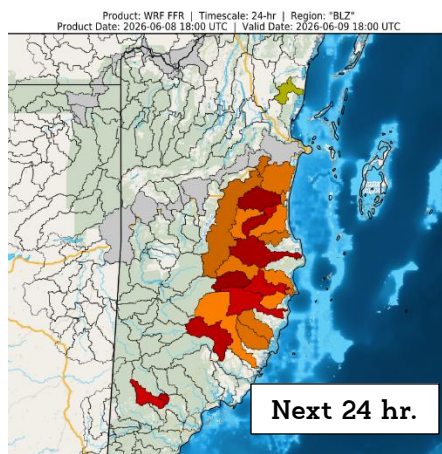 Product: WRF FFR | Timescale: 24-hr | Region: "BLZ"
Product Date: 2026-06-08 18:00 UTC | Valid Date: 2026-06-09 18:00 UTC
Next 24 hr.